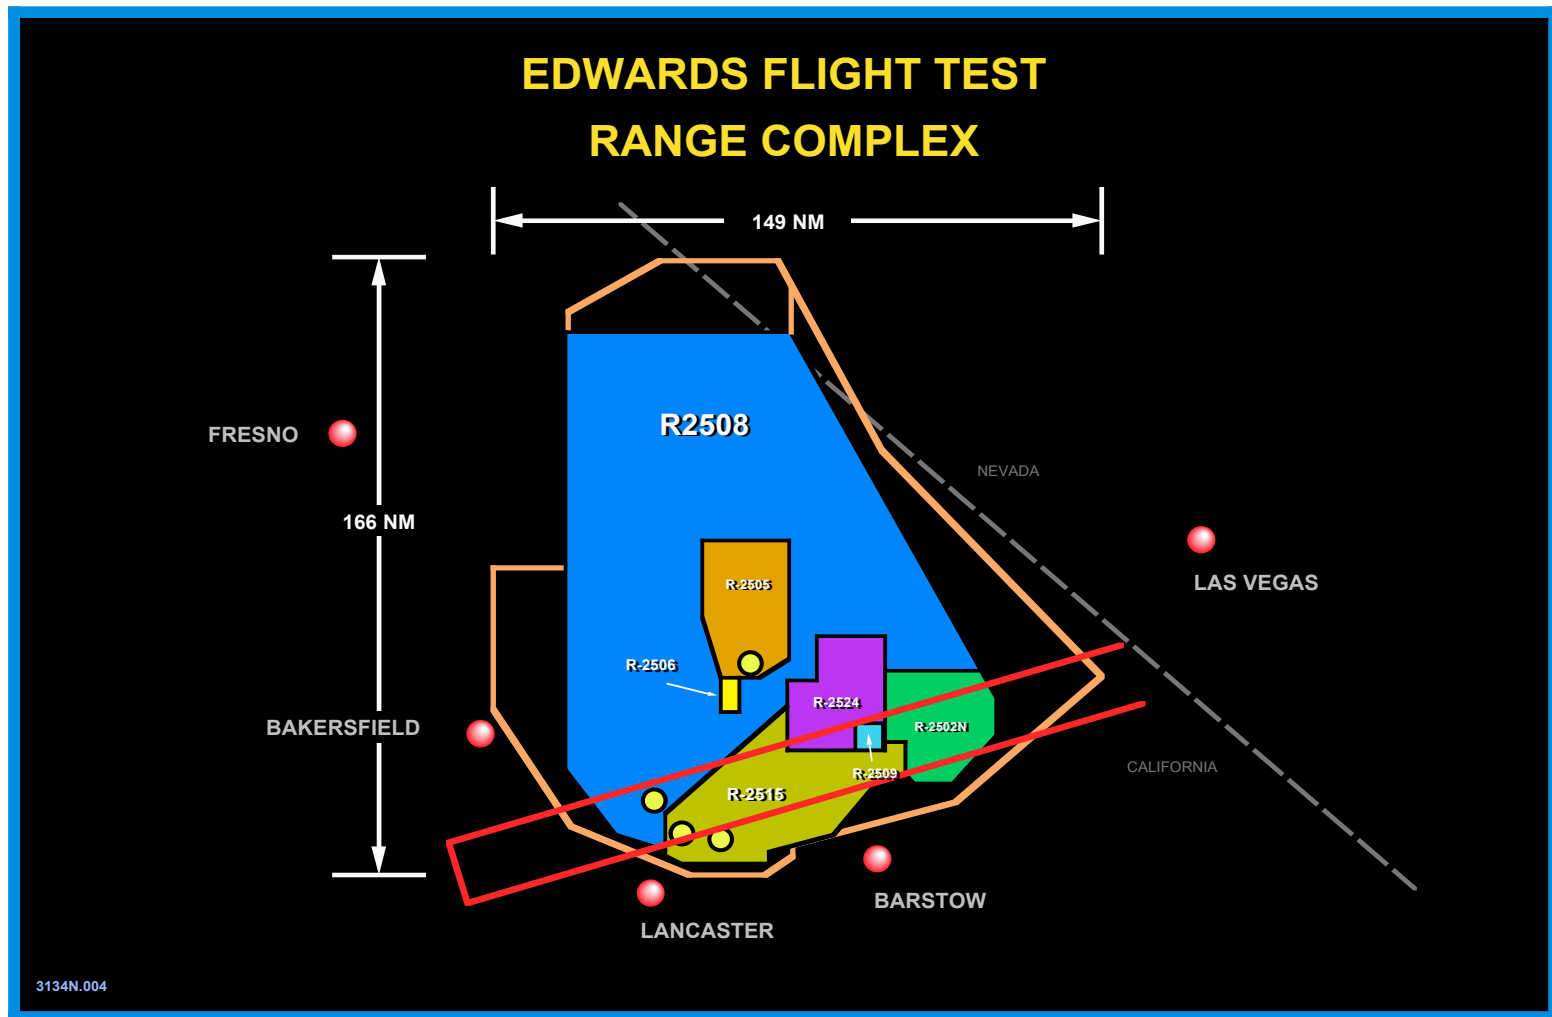 EDWARDS FLIGHT TEST
RANGE COMPLEX
149 NM
R2508
FRESNO
NEVADA
166 NM
LAS VEGAS
R-2505
R-2506
R-2524
BAKERSFIELD
R-2502N
CALIFORNIA
R-2509
R-2515
BARSTOW
LANCASTER
3134N.004